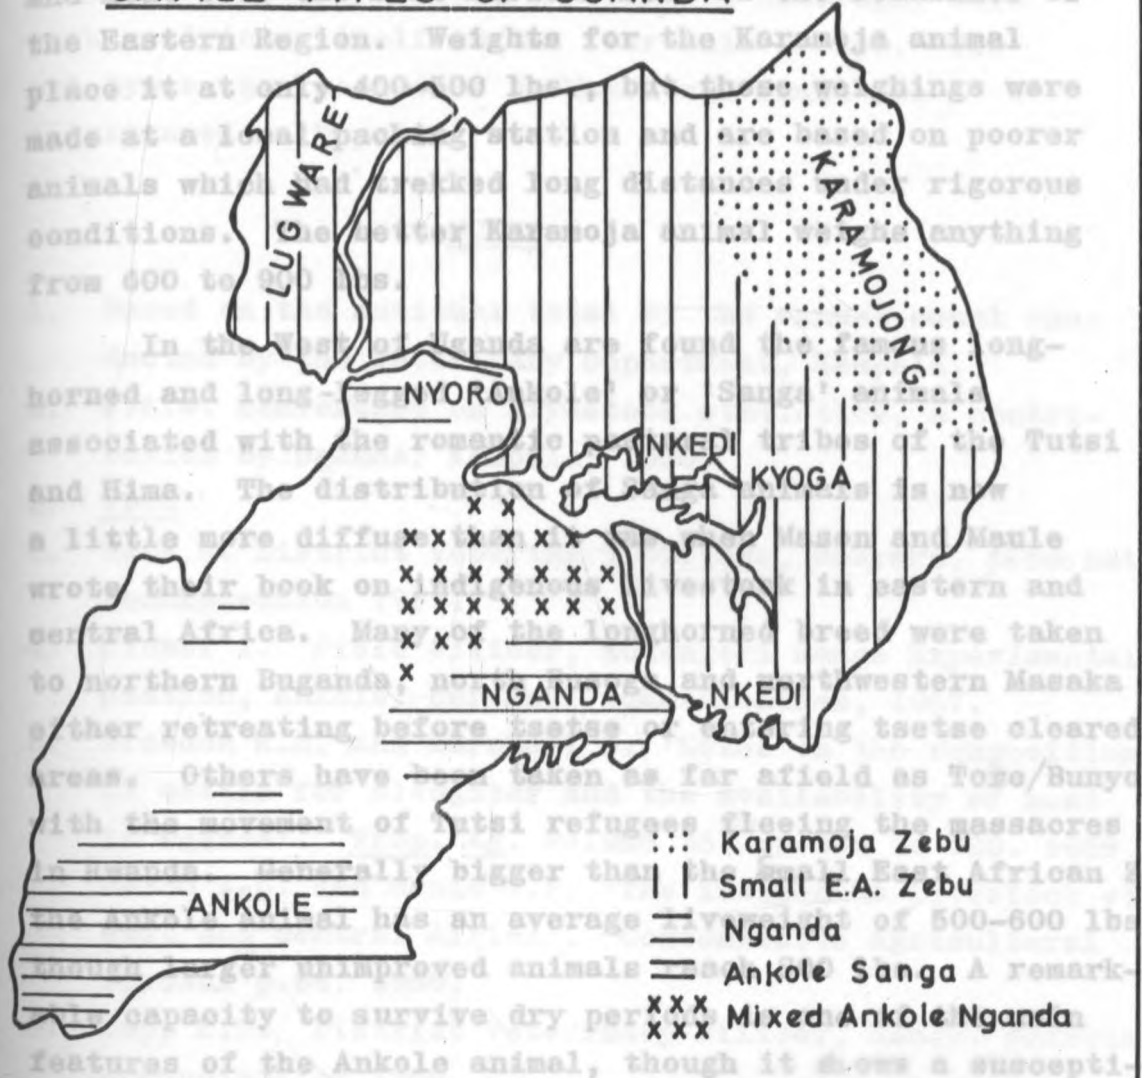 the Eastern Region. Weights for the Karamoja animal
place it at only 400-500 lbs, but these weighings were
made at a local packing station and are based on poorer
animals which had trekked long distances under rigorous
conditions. The better Karamoja animal weighs anything
from 600 to 900 lbs.
In the West of Uganda are found the famous long-
horned and long-legged 'Ankole' or 'Sanga' animals
associated with the romantic tribes of the Tutsi
and Hima. The distribution of Sanga animals is now
a little more diffuse than it was when Mason and Maule
wrote their book on indigenous livestock in eastern and
central Africa. Many of the longhorned breed were taken
to northern Buganda, north and northwestern Masaka
either retreating before tsetse or entering tsetse cleared
areas. Others have been taken as far afield as Toro/Bunyo
with the movement of Tutsi refugees fleeing the massacres
in Rwanda. Generally bigger than the Small East African
the Ankole animal has an average liveweight of 500-600 lbs
though larger unimproved animals reach lbs. A remark-
able capacity to survive dry periods is one of the main
features of the Ankole animal, though it shows a suscepti-
LUGWARE
KARAMOJONG
NYORO
NKEDI
KYOGA
NGANDA
NKEDI
ANKOLE
Karamoja Zebu
Small E.A. Zebu
Nganda
Ankole Sanga
Mixed Ankole Nganda